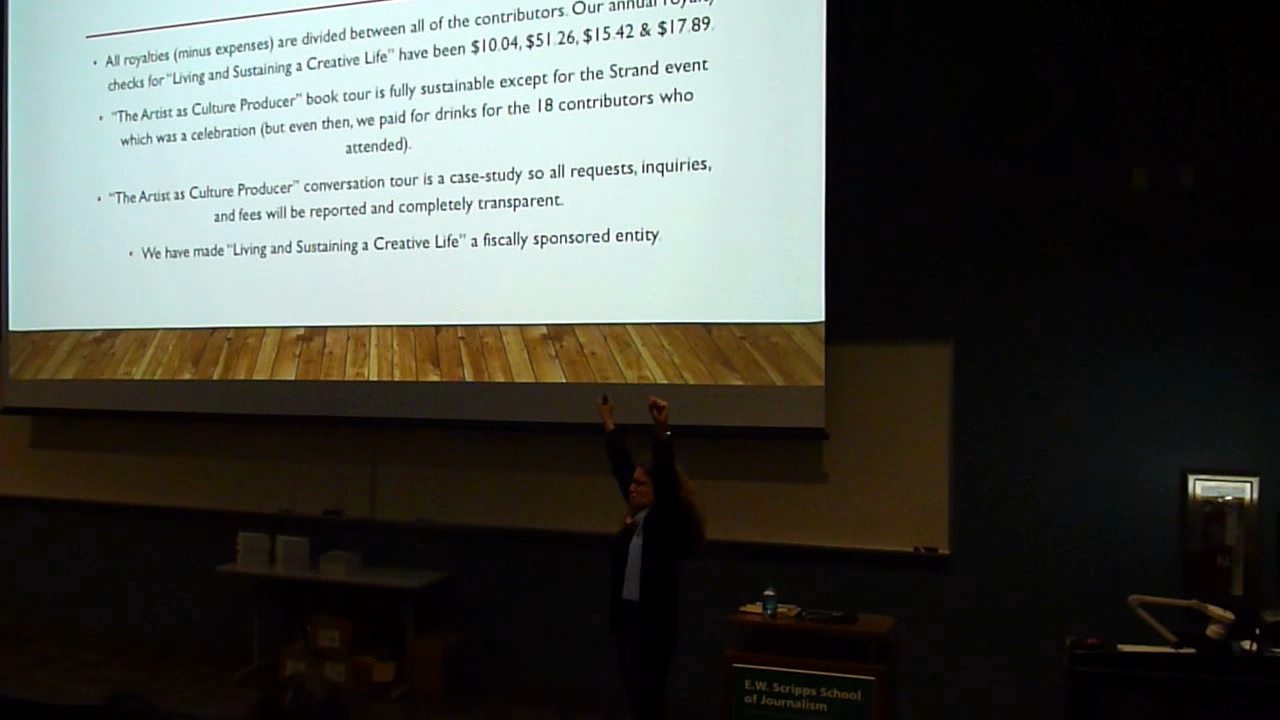 • All royalties (minus expenses) are divided between all of the contributors. Our annual royalty
checks for "Living and Sustaining a Creative Life" have been $10.04, $51.26, $15.42 & $17.89.
• "The Artist as Culture Producer" book tour is fully sustainable except for the Strand event
which was a celebration (but even then, we paid for drinks for the 18 contributors who
attended).
• "The Artist as Culture Producer" conversation tour is a case-study so all requests, inquiries,
and fees will be reported and completely transparent.
• We have made "Living and Sustaining a Creative Life" a fiscally sponsored entity.
E.W. Scripps School
of Journalism